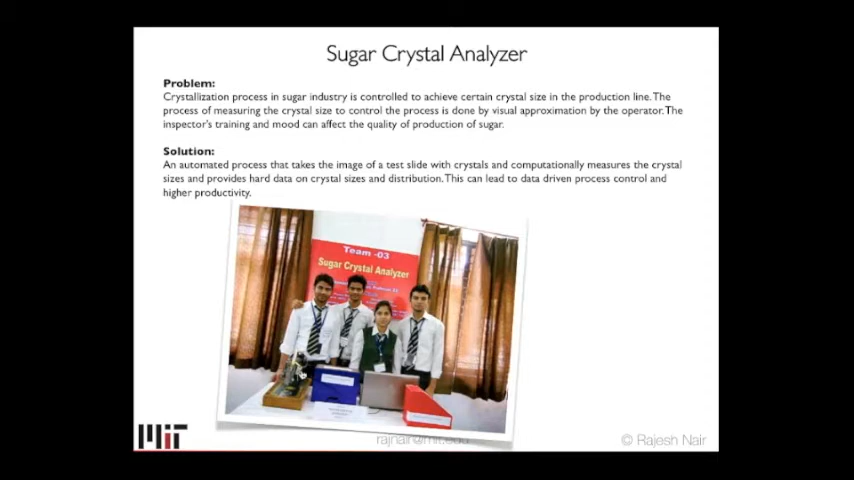 Sugar Crystal Analyzer
Problem:
Crystallization process in sugar industry is controlled to achieve certain crystal size in the production line. The
process of measuring the crystal size to control the process is done by visual approximation by the operator. The
inspector's training and mood can affect the quality of production of sugar.
Solution:
An automated process that takes the image of a test slide with crystals and computationally measures the crystal
sizes and provides hard data on crystal sizes and distribution. This can lead to data driven process control and
higher productivity.
Team -03
Sugar Crystal Analyzer
MIT
rajnair@mit.edu
© Rajesh Nair